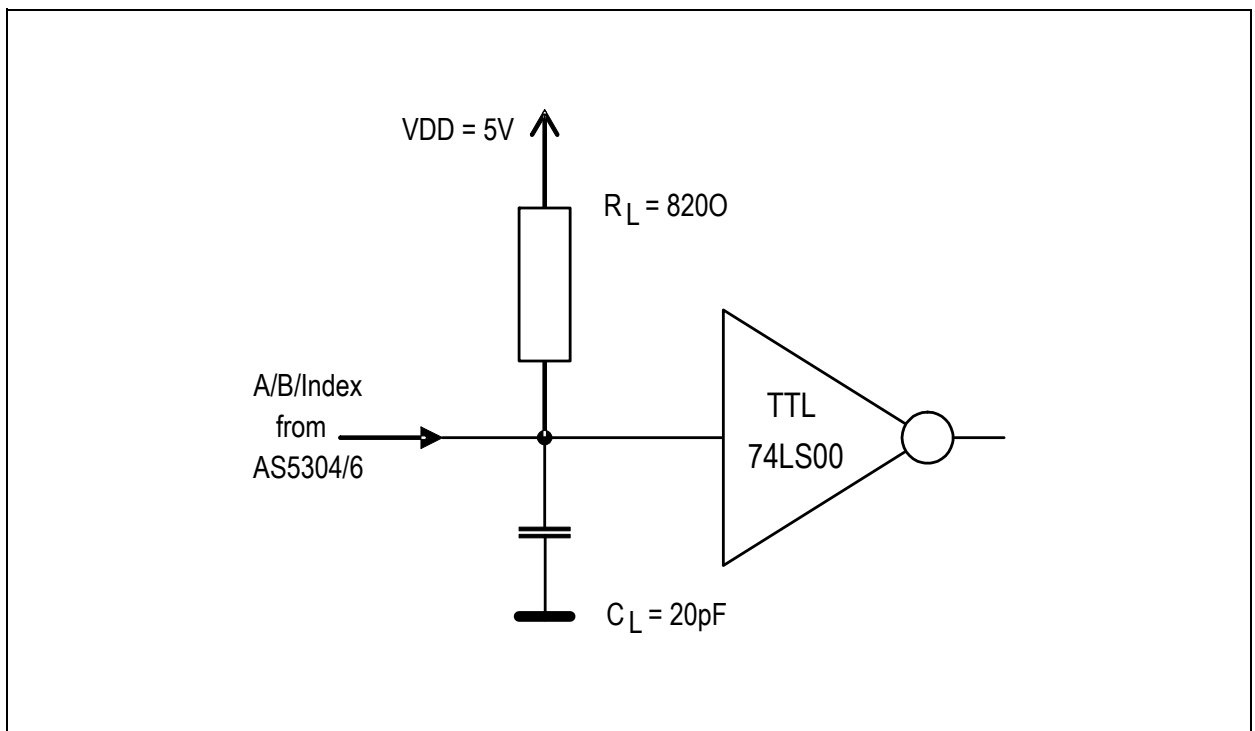 VDD = 5V
R L = 820O
A/B/Index
from
AS5304/6
TTL
74LS00
C L = 20pF